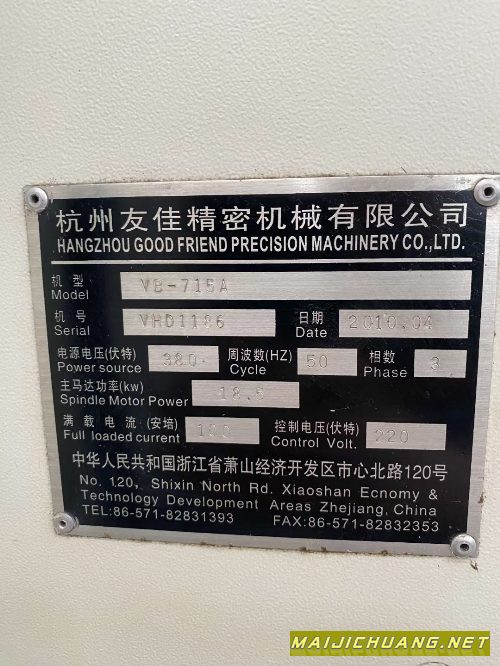 杭州友佳精密机械有限公司
HANGZHOU GOOD FRIEND PRECISION MACHINERY CO.,LTD.
机型 VB-715A
Model
机号 VHD1186 日期 2010.04
Serial Date
电源电压(伏特) 380 周波数(HZ) 50 相数 3
Power source Cycle Phase
主马达功率(kw) 18.5
Spindle Motor Power
满载电流(安培) 100 控制电压(伏特) 220
Full loaded current Control Volt.
中华人民共和国浙江省萧山经济开发区市心北路120号
No. 120, Shixin North Rd. Xiaoshan Ecnomy &
Technology Development Areas Zhejiang, China
TEL:86-571-82831393 FAX:86-571-82832353
MAIJICHUANG.NET